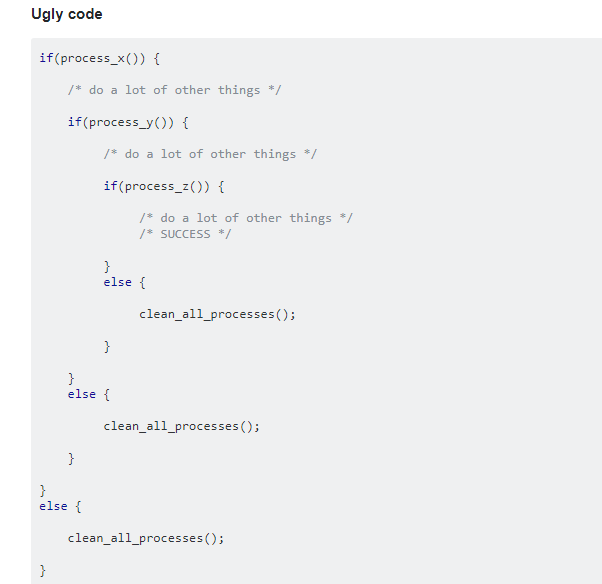 Ugly code
if(process_x()) {
/* do a lot of other things */
if(process_y()) {
/* do a lot of other things */
if(process_z()) {
/* do a lot of other things */
/* SUCCESS */
}
else {
clean_all_processes();
}
}
else {
clean_all_processes();
}
}
else {
clean_all_processes();
}